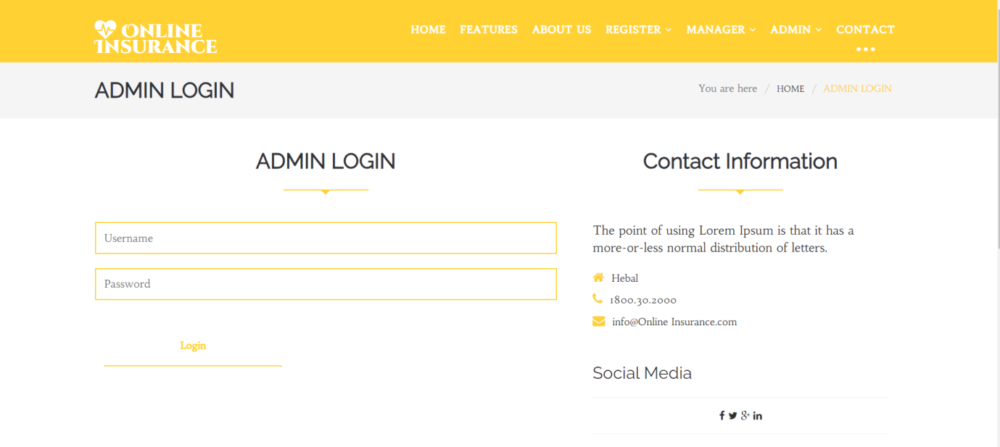 ONLINE
INSURANCE
HOME FEATURES ABOUT US REGISTER MANAGER ADMIN CONTACT
ADMIN LOGIN
You are here / HOME / ADMIN LOGIN
ADMIN LOGIN
Username
Password
Login
Contact Information
The point of using Lorem Ipsum is that it has a
more-or-less normal distribution of letters.
Hebal
1800.30.2000
info@Online Insurance.com
Social Media